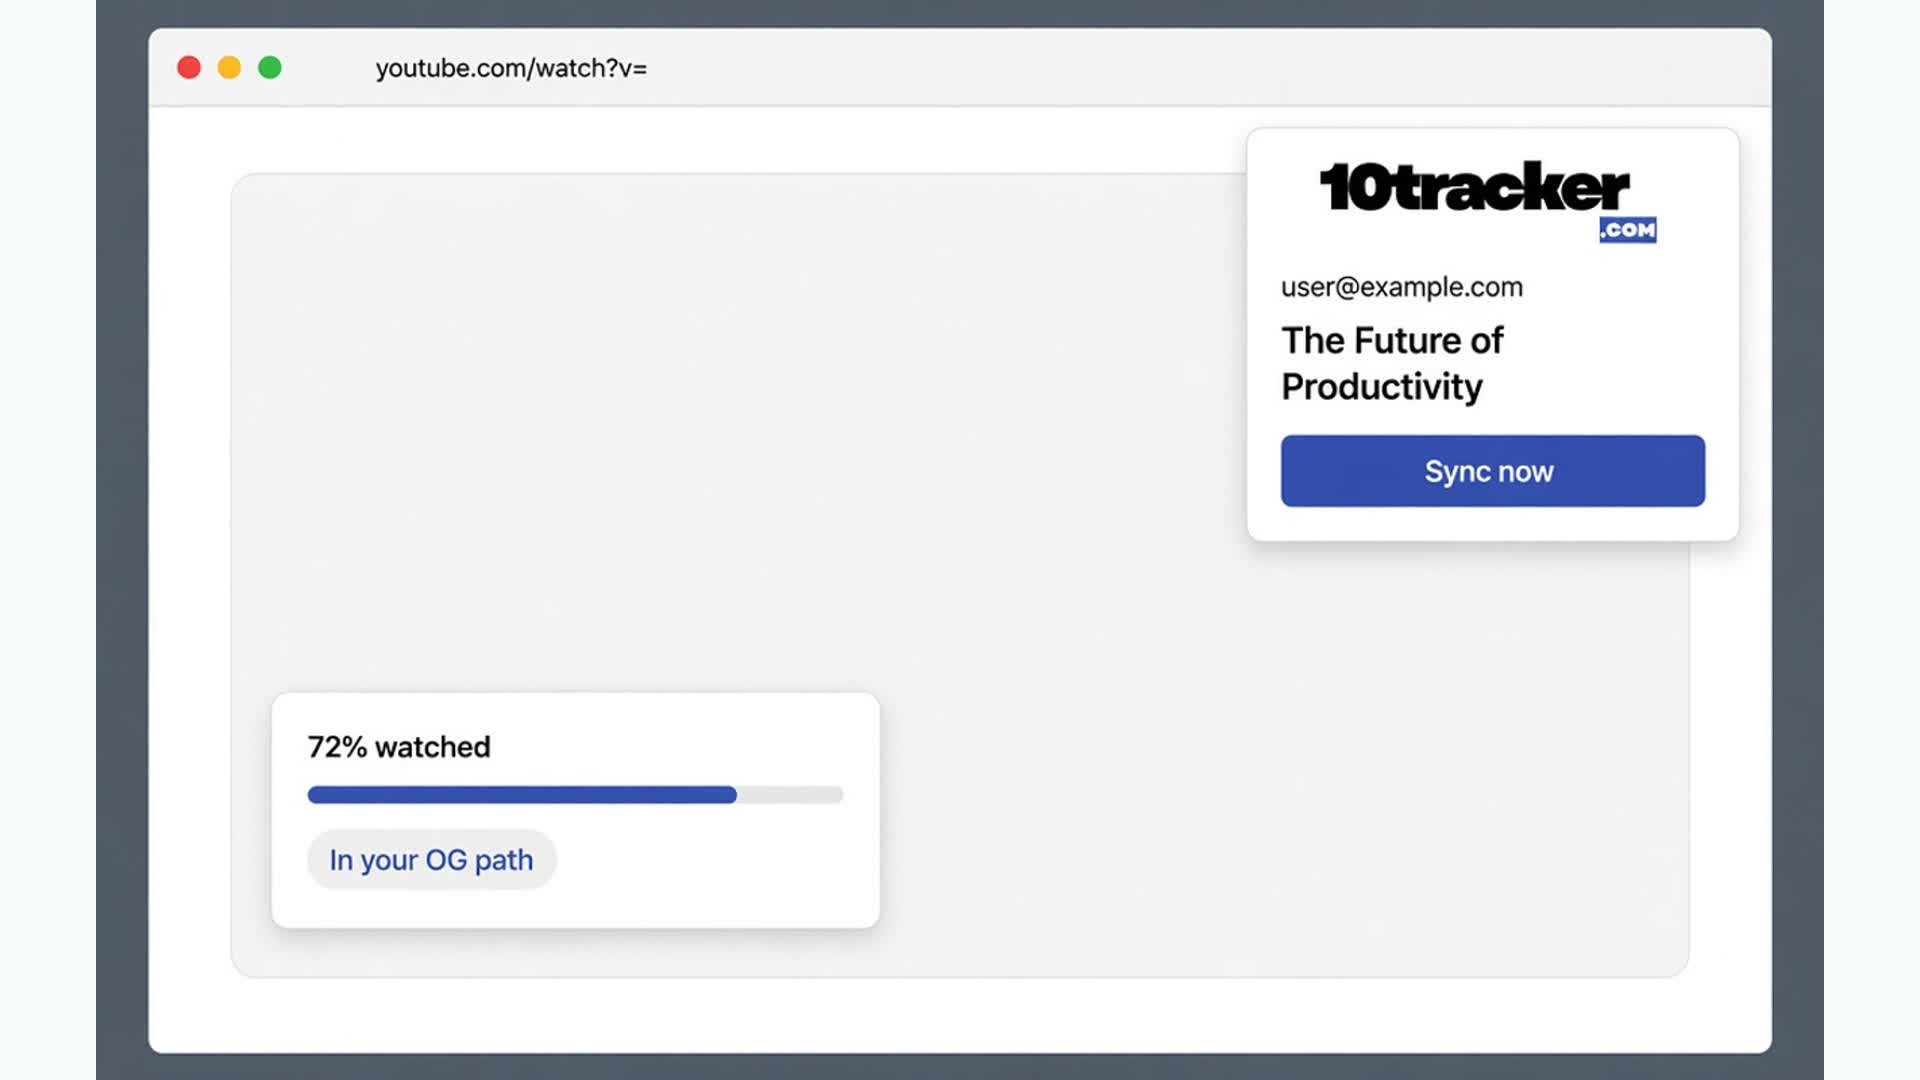 youtube.com/watch?v=
10tracker
.COM
user@example.com
The Future of
Productivity
Sync now
72% watched
In your OG path